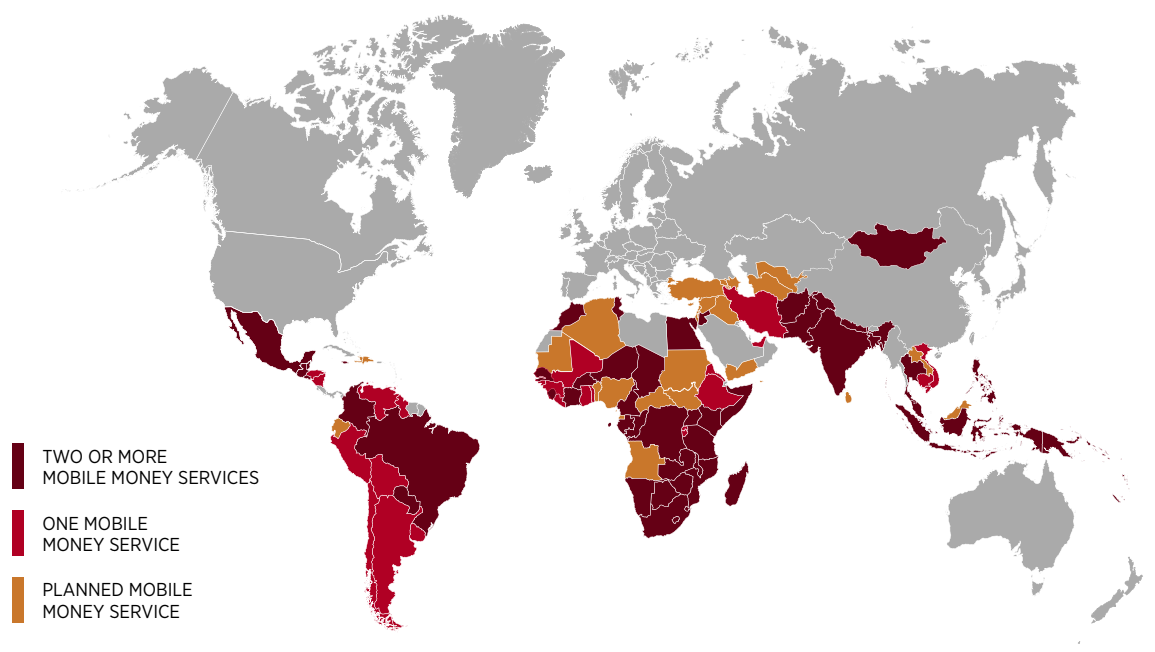 TWO OR MORE
MOBILE MONEY SERVICES
ONE MOBILE
MONEY SERVICE
PLANNED MOBILE
MONEY SERVICE